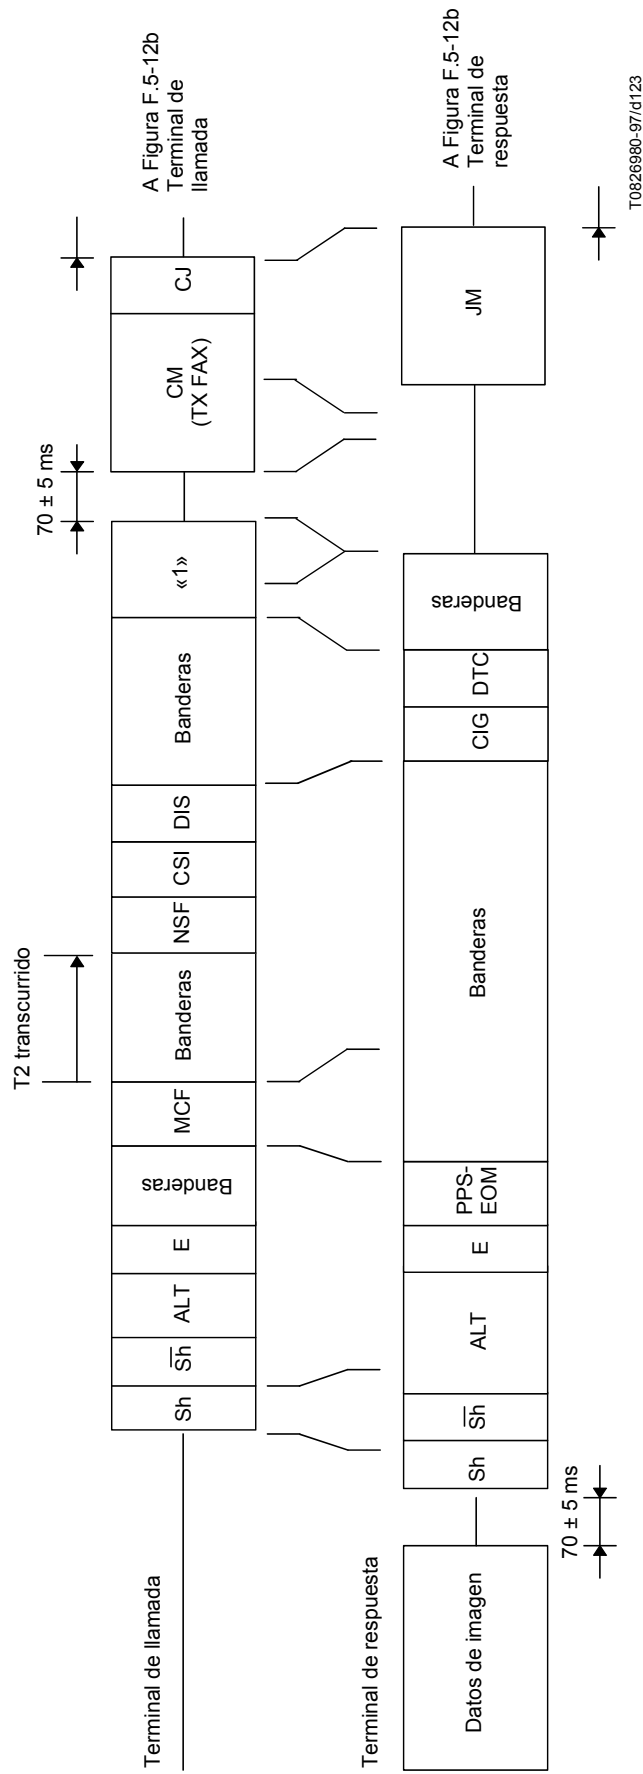 T2 transcurrido
70 ± 5 ms
A Figura F.5-12b
Terminal de
llamada
Terminal de llamada
Sh
Sh
ALT
E
Banderas
MCF
Banderas
NSF
CSI
DIS
Banderas
«1»
CM
(TX FAX)
CJ
A Figura F.5-12b
Terminal de
respuesta
Terminal de respuesta
Datos de imagen
Sh
Sh
ALT
E
PPS-
EOM
Banderas
CIG
DTC
Banderas
JM
70 ± 5 ms
T0826980-97/d123